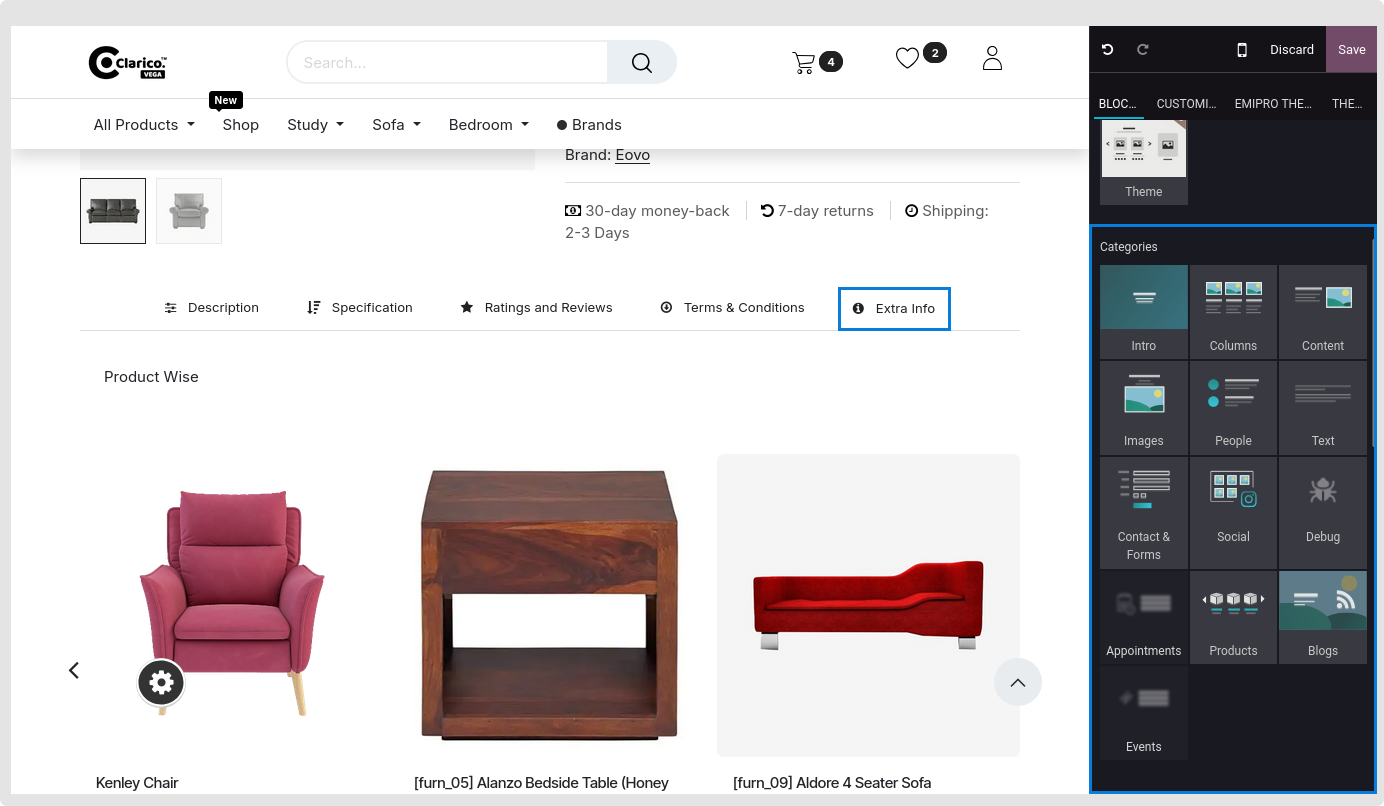 Clarico.™
VEGA
Search...
4
2
Discard
Save
BLOC...
CUSTOMI...
EMIPRO THE...
THE...
New
All Products
Shop
Study
Sofa
Bedroom
Brands
Brand: Eovo
30-day money-back
7-day returns
Shipping:
2-3 Days
Description
Specification
Ratings and Reviews
Terms & Conditions
Extra Info
Product Wise
Kenley Chair
[furn_05] Alanzo Bedside Table (Honey
[furn_09] Aldore 4 Seater Sofa
Theme
Categories
Intro
Columns
Content
Images
People
Text
Contact &
Forms
Social
Debug
Appointments
Products
Blogs
Events